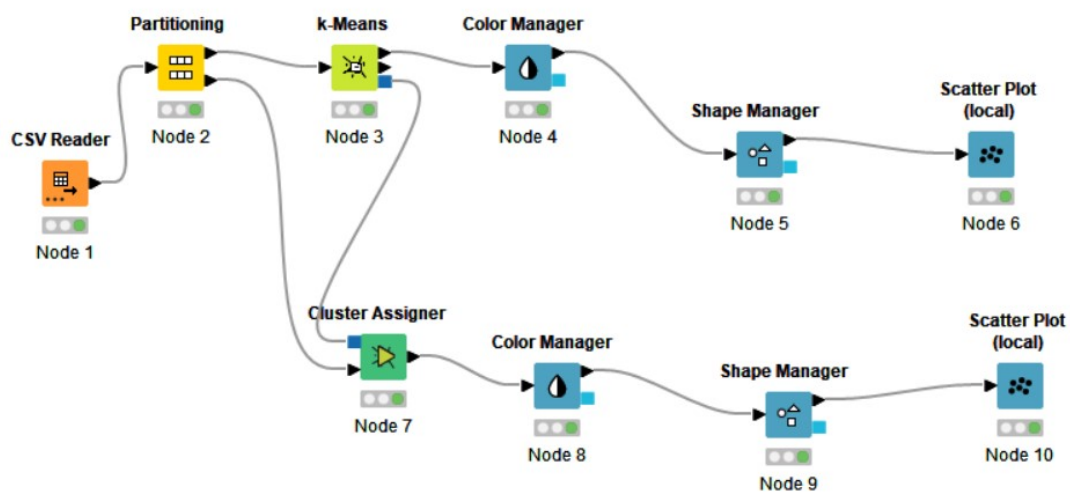 Partitioning
Node 2
k-Means
Node 3
Color Manager
Node 4
CSV Reader
Node 1
Shape Manager
Node 5
Scatter Plot
(local)
Node 6
Cluster Assigner
Node 7
Color Manager
Node 8
Shape Manager
Node 9
Scatter Plot
(local)
Node 10